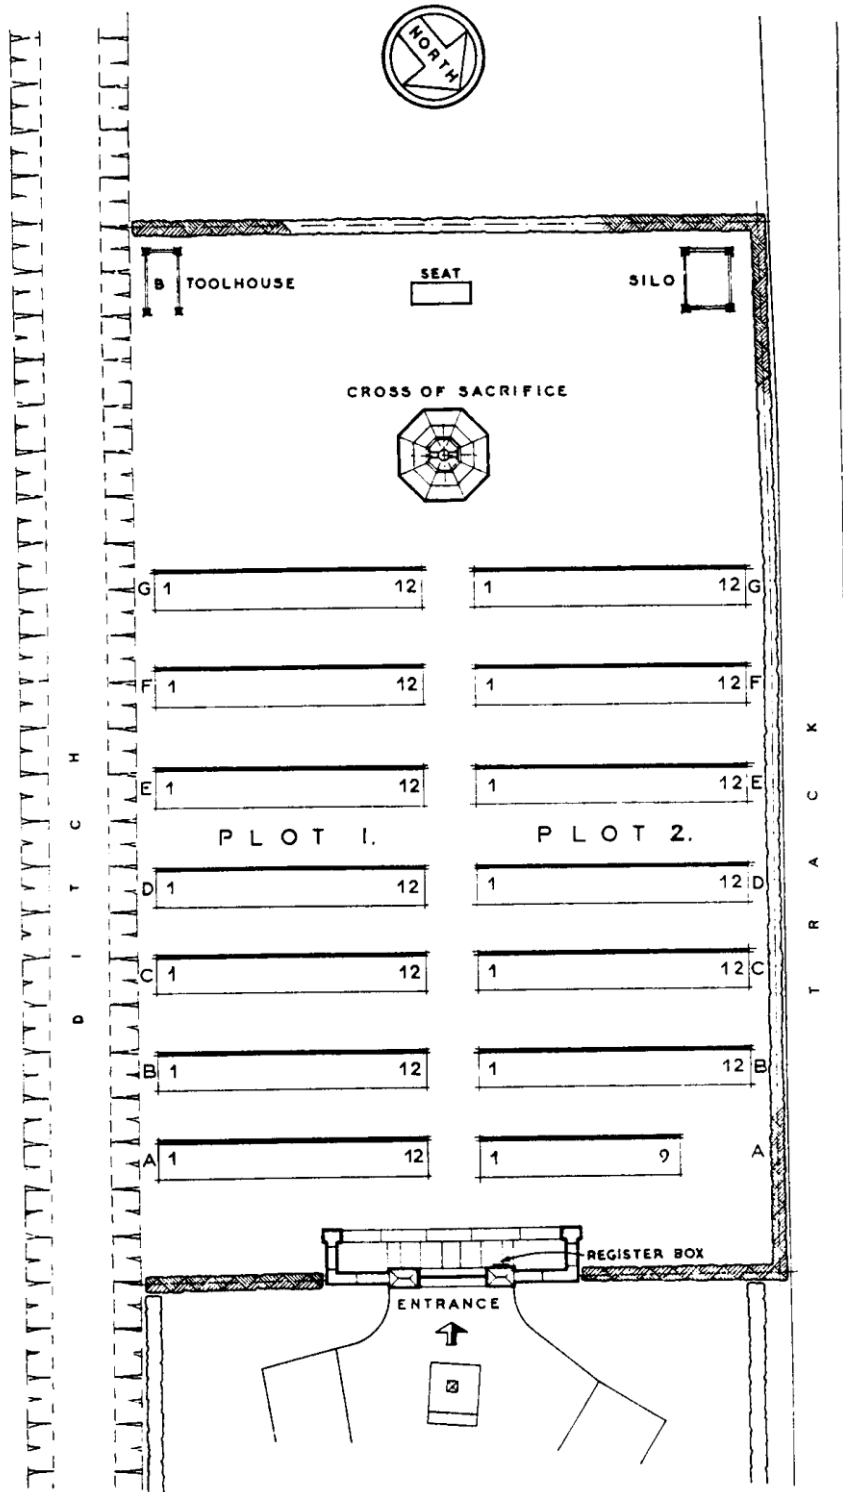 NORTH
B TOOLHOUSE
SEAT
SILO
CROSS OF SACRIFICE
G 1 12 1 12 G
F 1 12 1 12 F
E 1 12 1 12 E
PLOT 1. PLOT 2.
D 1 12 1 12 D
C 1 12 1 12 C
B 1 12 1 12 B
A 1 12 1 9 A
DITCH
TRACK
REGISTER BOX
ENTRANCE